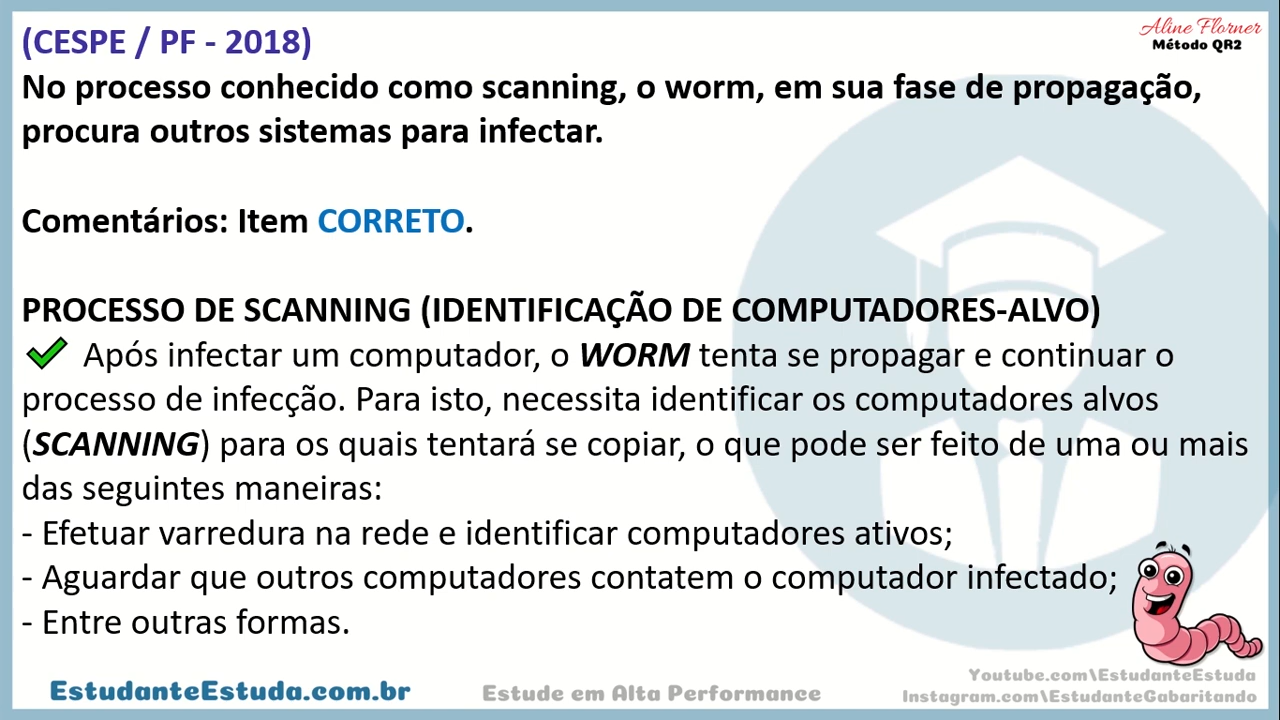 (CESPE / PF - 2018)
Aline Florner
Método QR2
No processo conhecido como scanning, o worm, em sua fase de propagação,
procura outros sistemas para infectar.
Comentários: Item CORRETO.
PROCESSO DE SCANNING (IDENTIFICAÇÃO DE COMPUTADORES-ALVO)
Após infectar um computador, o WORM tenta se propagar e continuar o
processo de infecção. Para isto, necessita identificar os computadores alvos
(SCANNING) para os quais tentará se copiar, o que pode ser feito de uma ou mais
das seguintes maneiras:
- Efetuar varredura na rede e identificar computadores ativos;
- Aguardar que outros computadores contatem o computador infectado;
- Entre outras formas.
EstudanteEstuda.com.br
Estude em Alta Performance
Youtube.com\EstudanteEstuda
Instagram.com\EstudanteGabaritando